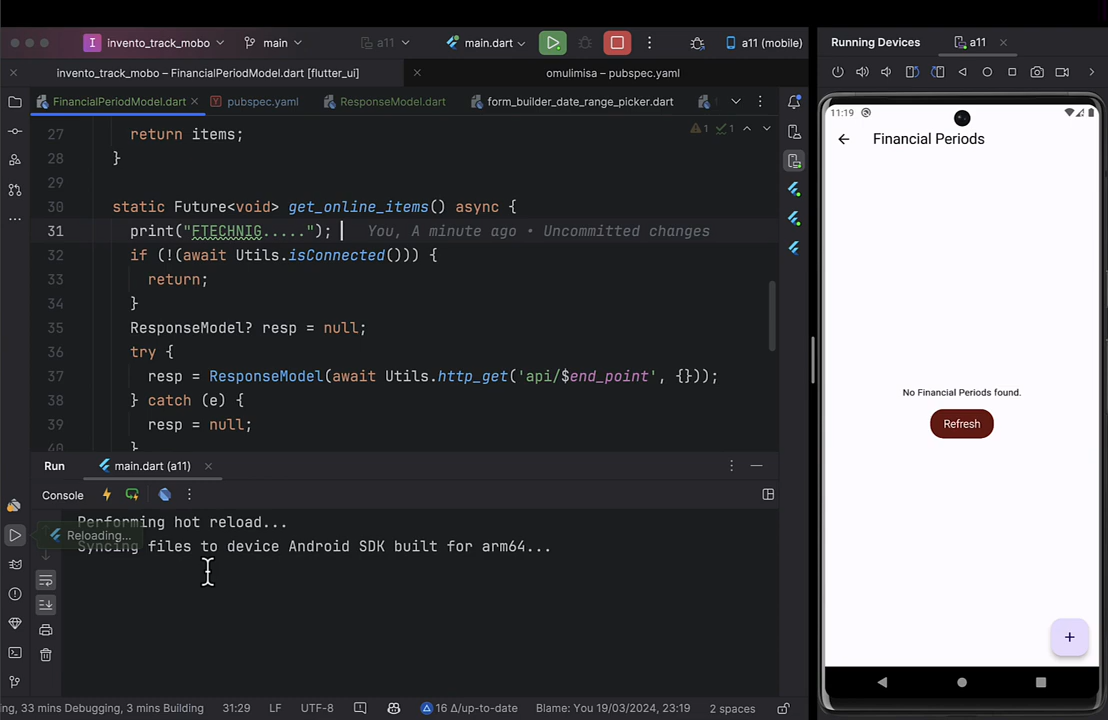 invento_track_mobo
main
a11
main.dart
a11 (mobile)
Running Devices
a11
invento_track_mobo – FinancialPeriodModel.dart [flutter_ui]
omulimisa – pubspec.yaml
FinancialPeriodModel.dart
pubspec.yaml
ResponseModel.dart
form_builder_date_range_picker.dart
27 return items;
1 1
28 }
29
30 static Future<void> get_online_items() async {
31 print("FTECHNIG....."); You, A minute ago • Uncommitted changes
32 if (!(await Utils.isConnected())) {
33 return;
34 }
35 ResponseModel? resp = null;
36 try {
37 resp = ResponseModel(await Utils.http_get('api/$end_point', {}));
38 } catch (e) {
39 resp = null;
40 }
Run main.dart (a11)
Console
Performing hot reload...
Reloading...
Syncing files to device Android SDK built for arm64...
ng, 33 mins Debugging, 3 mins Building
31:29
LF
UTF-8
16 Δ/up-to-date
Blame: You 19/03/2024, 23:19
2 spaces
11:19
Financial Periods
No Financial Periods found.
Refresh
+